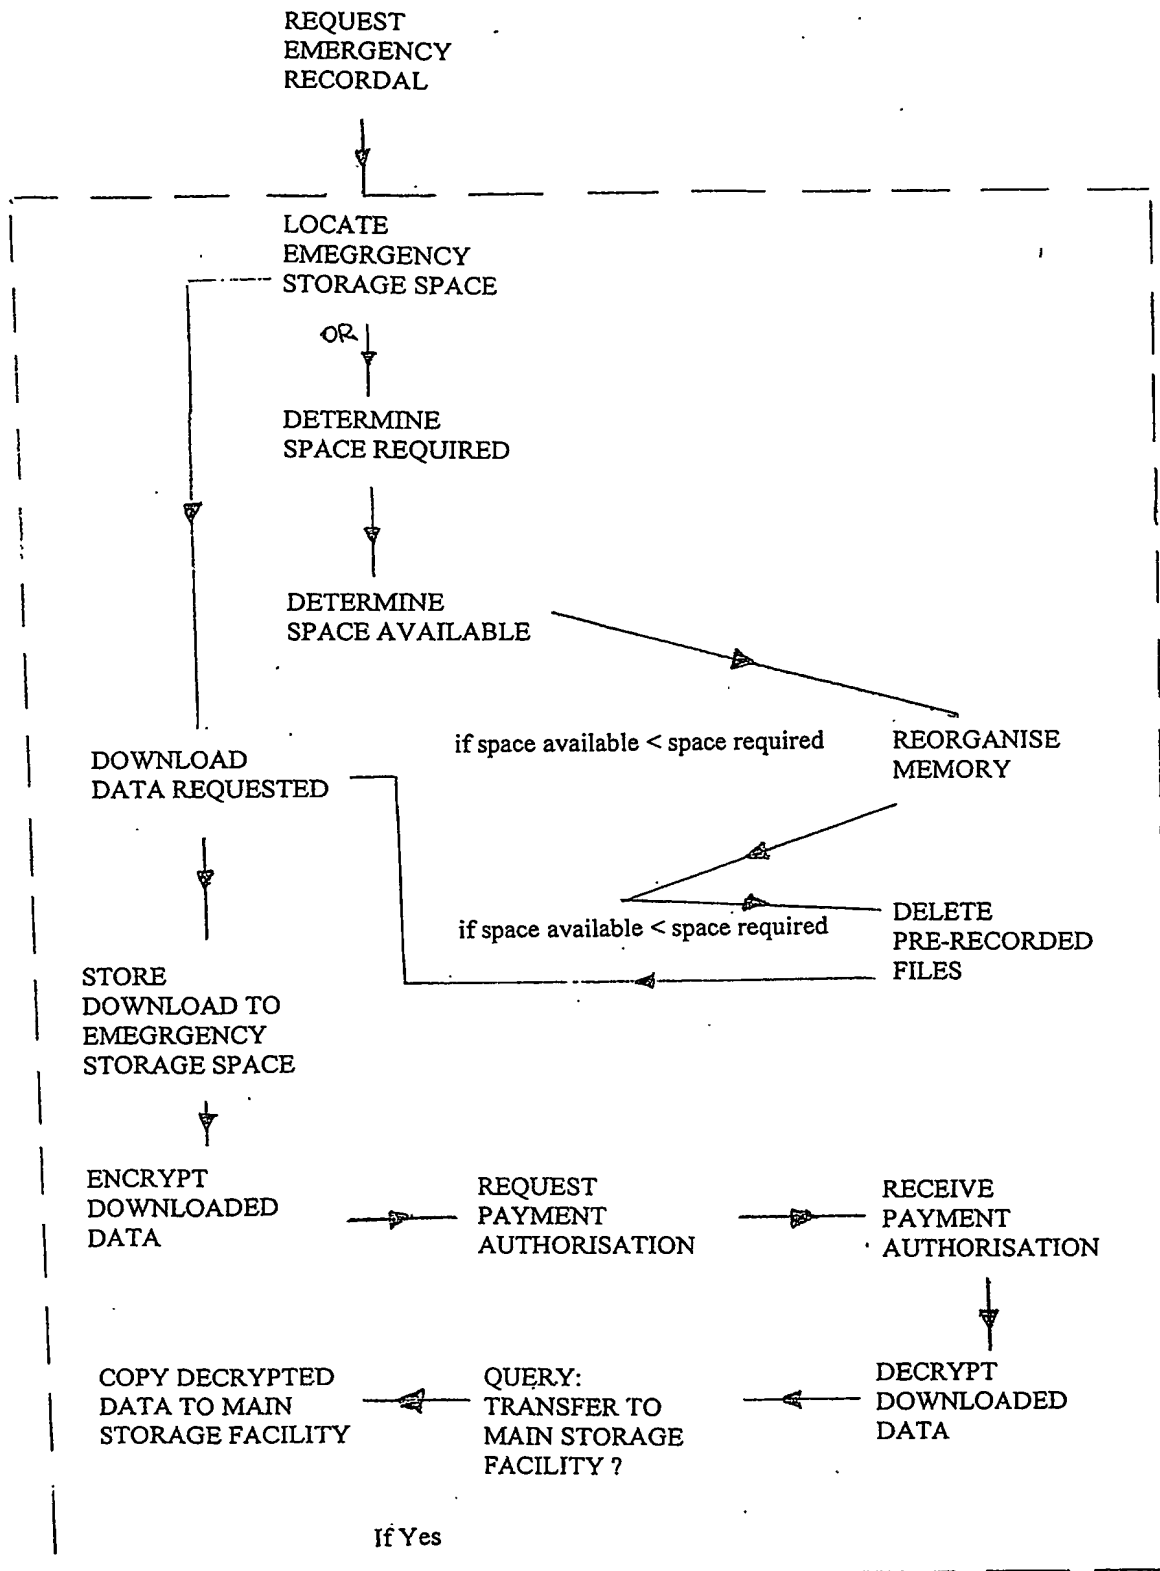 REQUEST
EMERGENCY
RECORDAL
LOCATE
EMEGRGENCY
STORAGE SPACE
OR
DETERMINE
SPACE REQUIRED
DETERMINE
SPACE AVAILABLE
if space available < space required
REORGANISE
MEMORY
DOWNLOAD
DATA REQUESTED
if space available < space required
DELETE
PRE-RECORDED
FILES
STORE
DOWNLOAD TO
EMEGRGENCY
STORAGE SPACE
ENCRYPT
DOWNLOADED
DATA
REQUEST
PAYMENT
AUTHORISATION
RECEIVE
PAYMENT
AUTHORISATION
DECRYPT
DOWNLOADED
DATA
QUERY:
TRANSFER TO
MAIN STORAGE
FACILITY ?
COPY DECRYPTED
DATA TO MAIN
STORAGE FACILITY
If Yes